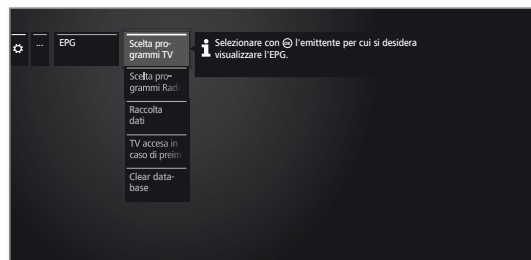 ...
EPG
Scelta pro-
grammi TV
Selezionare con OK l'emittente per cui si desidera
visualizzare l'EPG.
Scelta pro-
grammi Radi
Raccolta
dati
TV accesa in
caso di preim
Clear data-
base